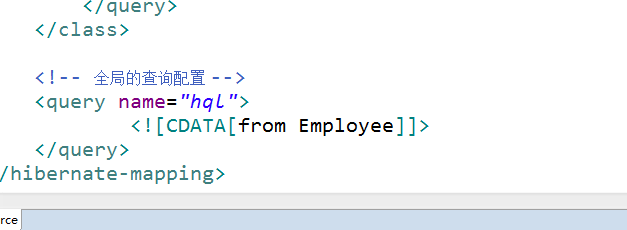 </query>
</class>
<!-- 全局的查询配置 -->
<query name="hql">
<![CDATA[from Employee]]>
</query>
/hibernate-mapping>
rce